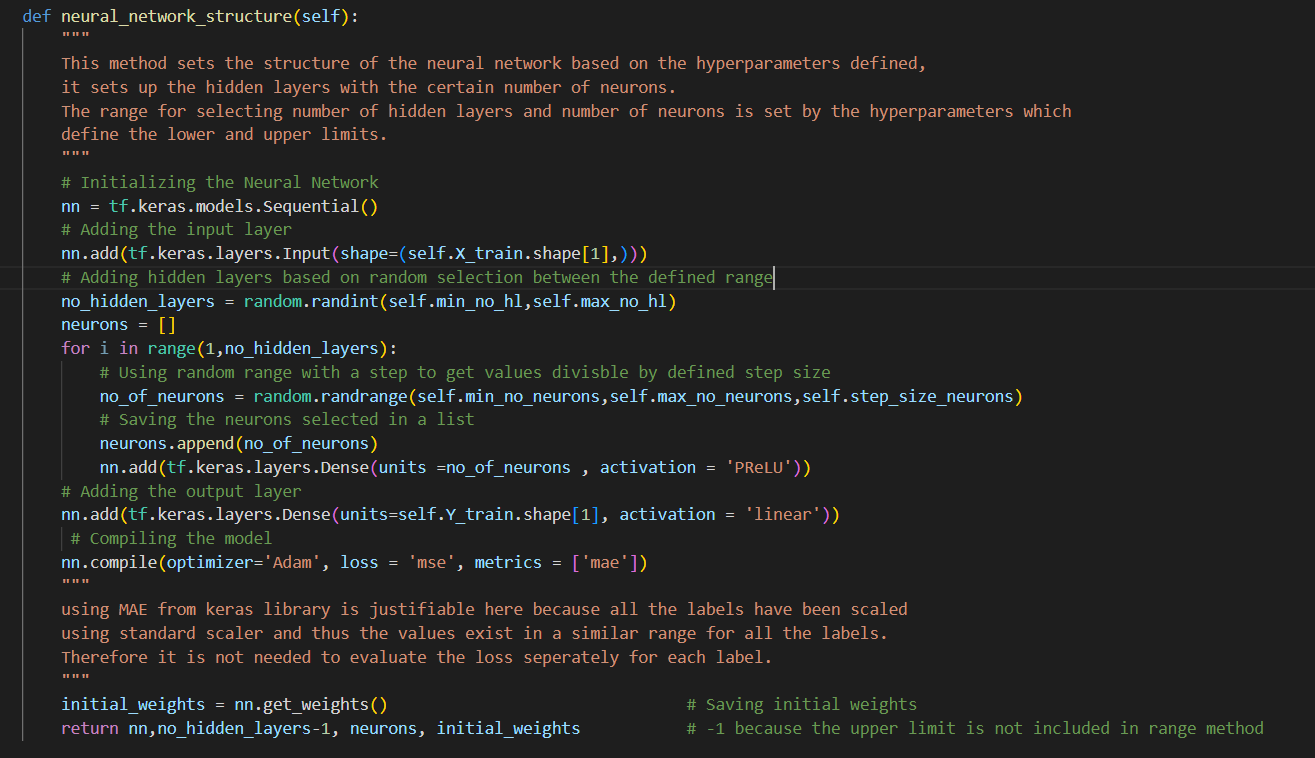 def neural_network_structure(self):
"""
This method sets the structure of the neural network based on the hyperparameters defined,
it sets up the hidden layers with the certain number of neurons.
The range for selecting number of hidden layers and number of neurons is set by the hyperparameters which
define the lower and upper limits.
"""
# Initializing the Neural Network
nn = tf.keras.models.Sequential()
# Adding the input layer
nn.add(tf.keras.layers.Input(shape=(self.X_train.shape[1],)))
# Adding hidden layers based on random selection between the defined range
no_hidden_layers = random.randint(self.min_no_hl,self.max_no_hl)
neurons = []
for i in range(1,no_hidden_layers):
# Using random range with a step to get values divisble by defined step size
no_of_neurons = random.randrange(self.min_no_neurons,self.max_no_neurons,self.step_size_neurons)
# Saving the neurons selected in a list
neurons.append(no_of_neurons)
nn.add(tf.keras.layers.Dense(units =no_of_neurons , activation = 'PReLU'))
# Adding the output layer
nn.add(tf.keras.layers.Dense(units=self.Y_train.shape[1], activation = 'linear'))
# Compiling the model
nn.compile(optimizer='Adam', loss = 'mse', metrics = ['mae'])
"""
using MAE from keras library is justifiable here because all the labels have been scaled
using standard scaler and thus the values exist in a similar range for all the labels.
Therefore it is not needed to evaluate the loss seperately for each label.
"""
initial_weights = nn.get_weights() # Saving initial weights
return nn,no_hidden_layers-1, neurons, initial_weights # -1 because the upper limit is not included in range method